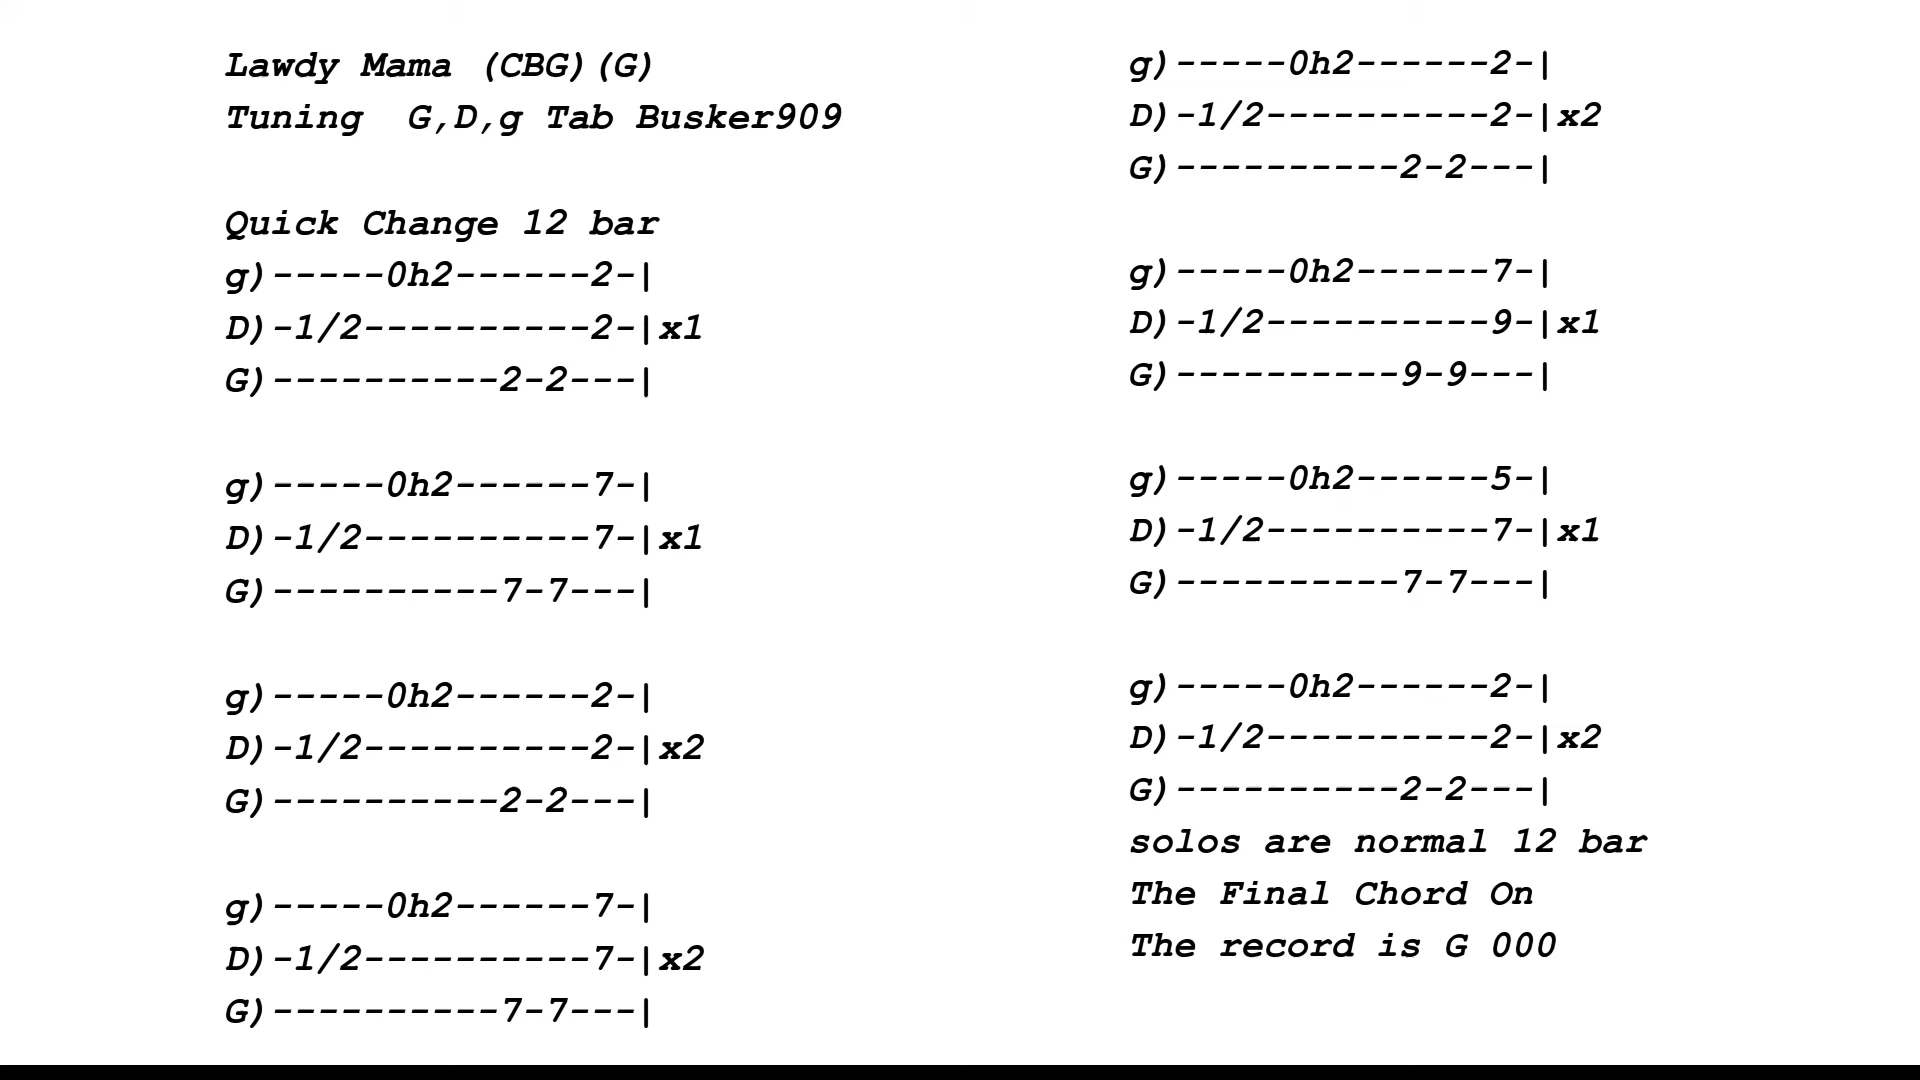 Lawdy Mama (CBG)(G)
Tuning  G,D,g Tab Busker909

Quick Change 12 bar
g)-----0h2------2-|
D)-1/2----------2-|x1
G)----------2-2---|

g)-----0h2------7-|
D)-1/2----------7-|x1
G)----------7-7---|

g)-----0h2------2-|
D)-1/2----------2-|x2
G)----------2-2---|

g)-----0h2------7-|
D)-1/2----------7-|x2
G)----------7-7---|

g)-----0h2------2-|
D)-1/2----------2-|x2
G)----------2-2---|

g)-----0h2------7-|
D)-1/2----------9-|x1
G)----------9-9---|

g)-----0h2------5-|
D)-1/2----------7-|x1
G)----------7-7---|

g)-----0h2------2-|
D)-1/2----------2-|x2
G)----------2-2---|
solos are normal 12 bar
The Final Chord On
The record is G 000